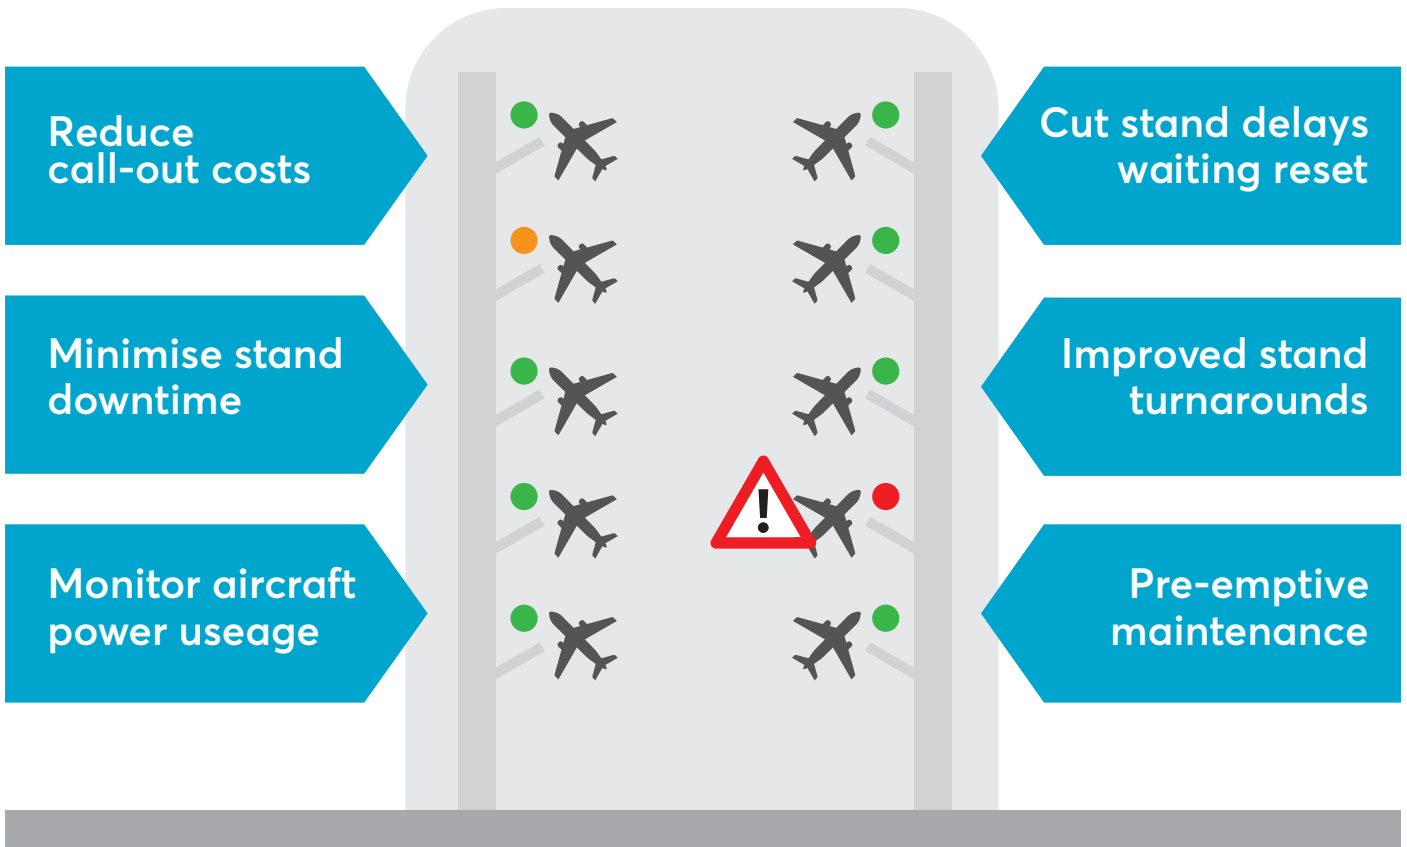 Reduce
call-out costs
Minimise stand
downtime
Monitor aircraft
power useage
Cut stand delays
waiting reset
Improved stand
turnarounds
!
Pre-emptive
maintenance